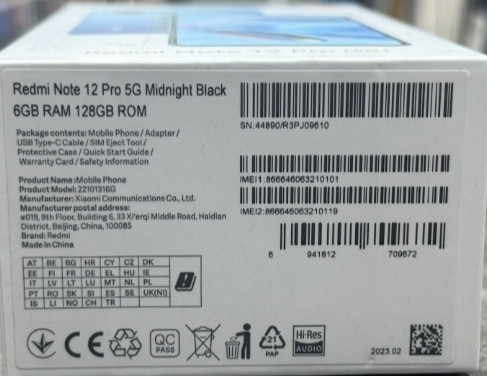 Redmi Note 12 Pro 5G Midnight Black
6GB RAM 128GB ROM
Package contents: Mobile Phone / Adapter /
USB Type-C Cable / SIM Eject Tool /
Protective Case / Quick Start Guide /
Warranty Card / Safety Information
Product Name:Mobile Phone
Product Model: 22101316G
Manufacturer: Xiaomi Communications Co., Ltd.
Manufacturer postal address:
#019, 9th Floor, Building 6, 33 Xi'erqi Middle Road, Haidian
District, Beijing, China, 100085
Brand: Redmi
Made in China
SN:44890/R3PJ09610
IMEI1:866646063210101
IMEI2:866646063210119
6 941812 709672
AT BE BG HR CY CZ DK
EE FI FR DE EL HU IE
IT LV LT LU MT NL PL
PT RO SK SI ES SE UK(NI)
IS LI NO CH TR
CE
QC
PASS
21
PAP
Hi-Res
AUDIO
2023.02